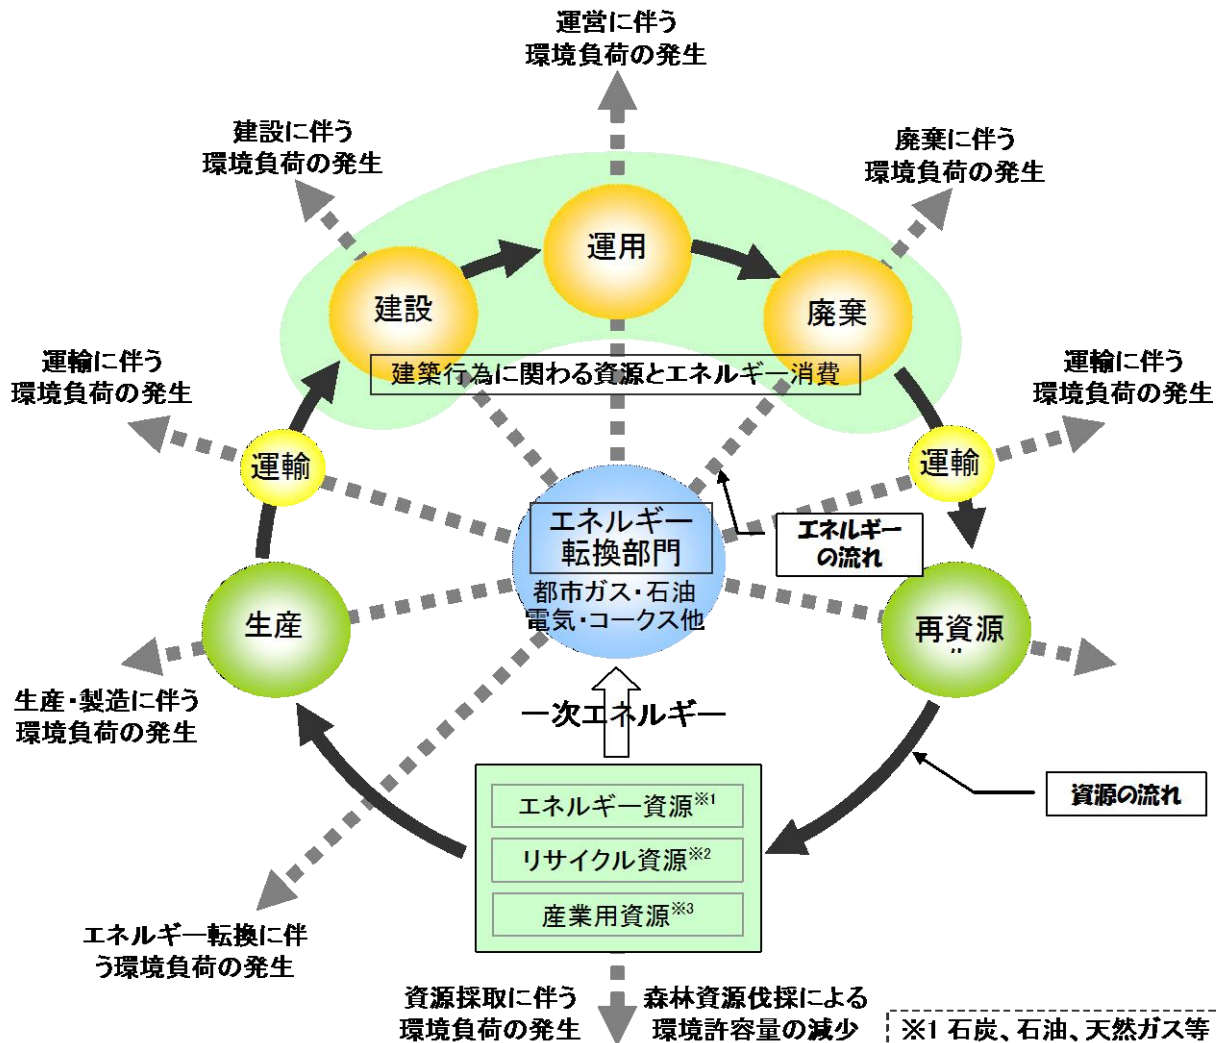 運営に伴う
環境負荷の発生
建設に伴う
環境負荷の発生
廃棄に伴う
環境負荷の発生
運用
建設
廃棄
建築行為に関わる資源とエネルギー消費
運輸に伴う
環境負荷の発生
運輸に伴う
環境負荷の発生
運輸
運輸
エネルギー
転換部門
都市ガス・石油
電気・コークス他
エネルギー
の流れ
生産
再資源
生産・製造に伴う
環境負荷の発生
一次エネルギー
エネルギー資源※1
リサイクル資源※2
産業用資源※3
資源の流れ
エネルギー転換に伴
う環境負荷の発生
資源採取に伴う
環境負荷の発生
森林資源伐採による
環境許容量の減少
※1 石炭、石油、天然ガス等